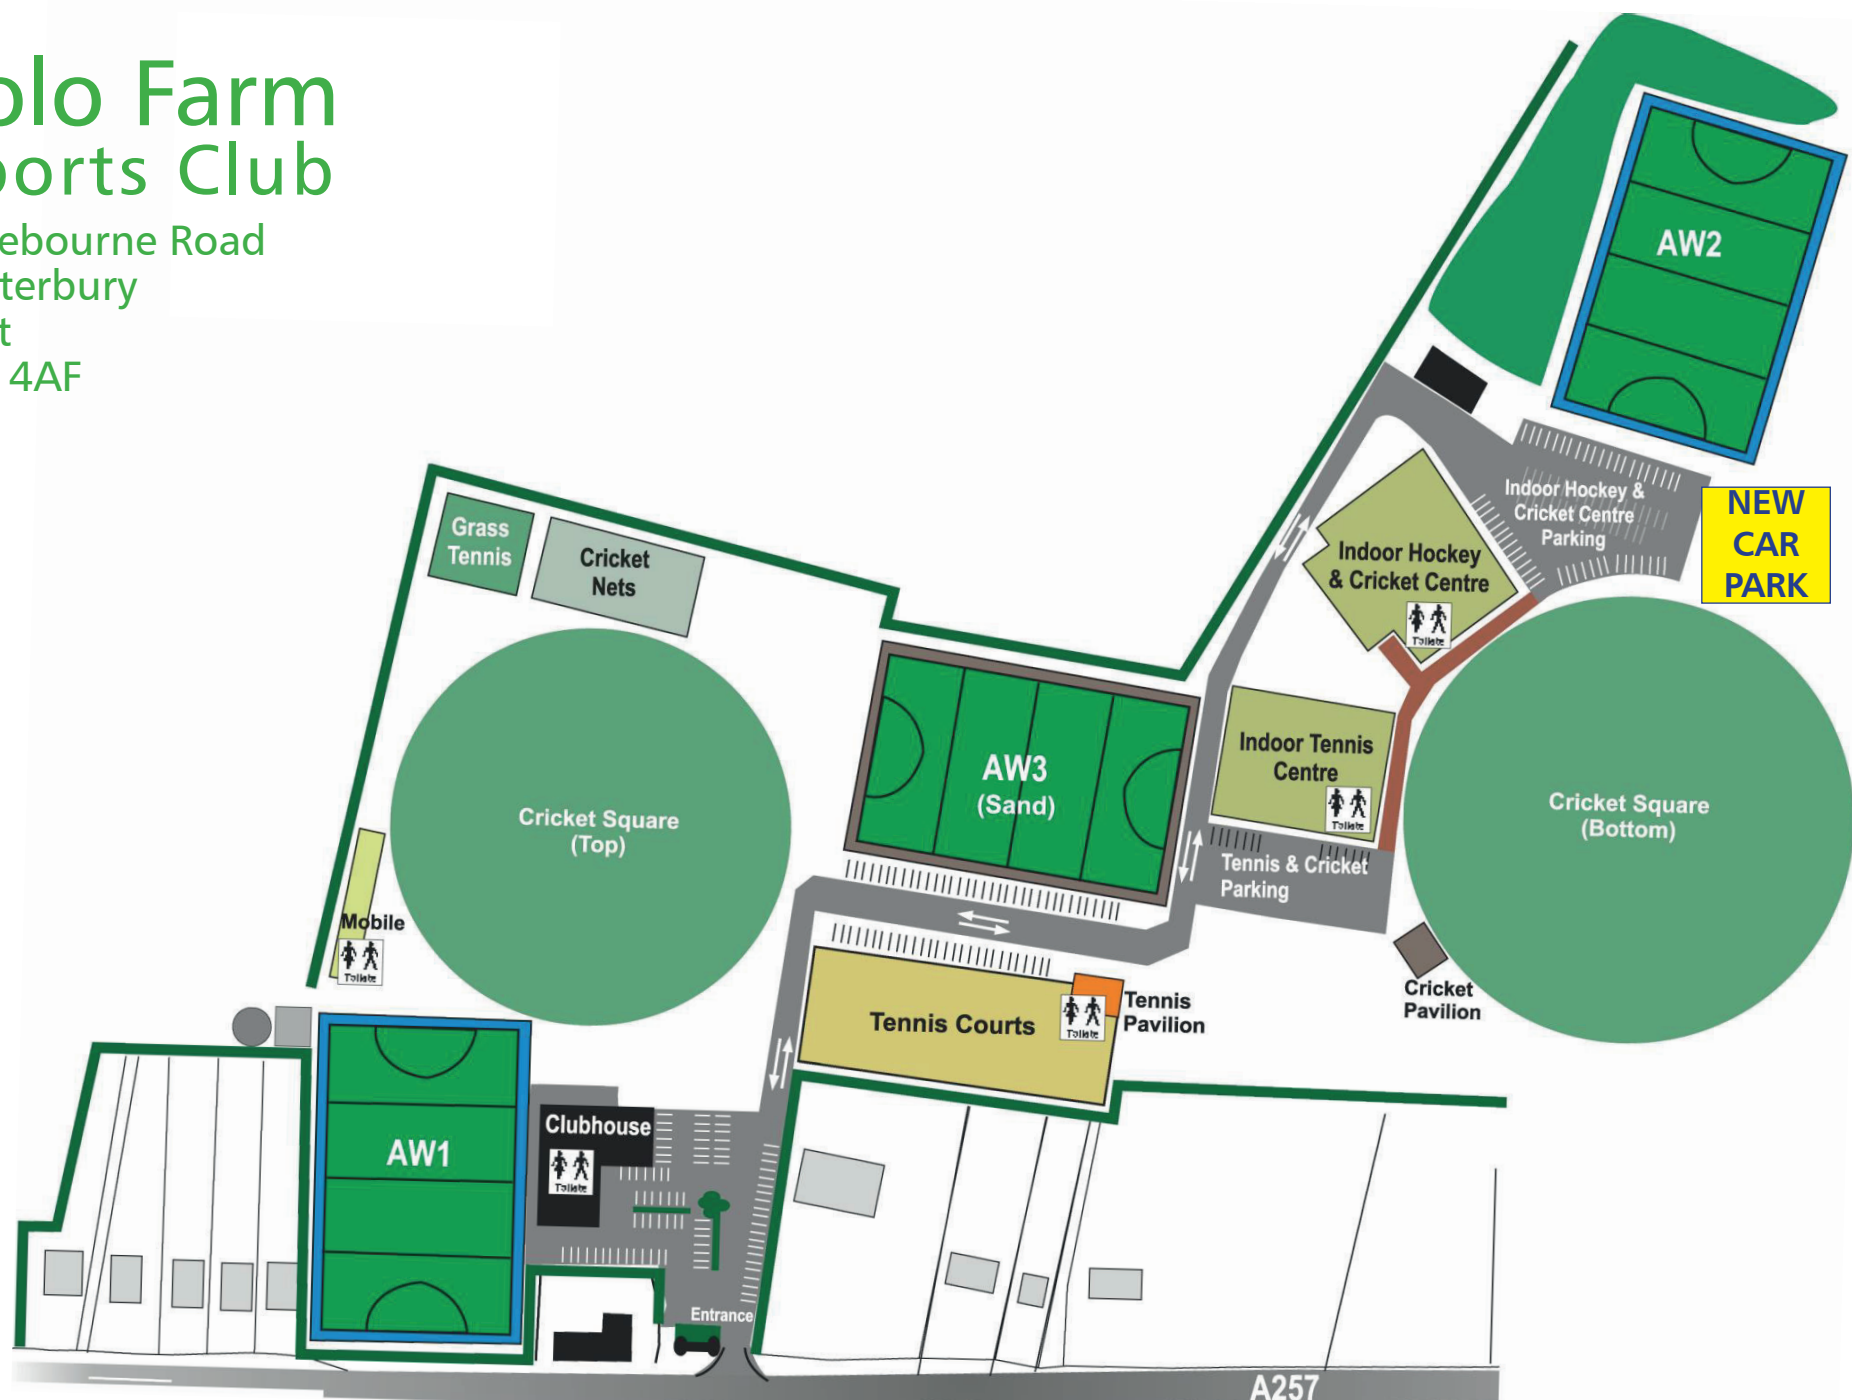 olo Farm
ports Club
ebourne Road
terbury
t
4AF
AW2
Indoor Hockey &
Cricket Centre
Parking
NEW
CAR
PARK
Grass
Tennis
Cricket
Nets
Indoor Hockey
& Cricket Centre
Toilets
AW3
(Sand)
Indoor Tennis
Centre
Toilets
Cricket Square
(Top)
Cricket Square
(Bottom)
Tennis & Cricket
Parking
Mobile
Toilets
Cricket
Pavilion
Tennis Courts
Toilets
Tennis
Pavilion
AW1
Clubhouse
Toilets
Entrance
A257